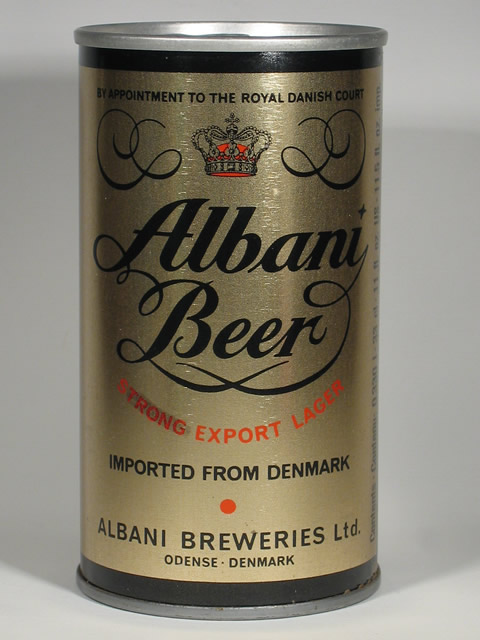 BY APPOINTMENT TO THE ROYAL DANISH COURT
Albani
Beer
STRONG EXPORT LAGER
IMPORTED FROM DENMARK
ALBANI BREWERIES Ltd.
ODENSE · DENMARK